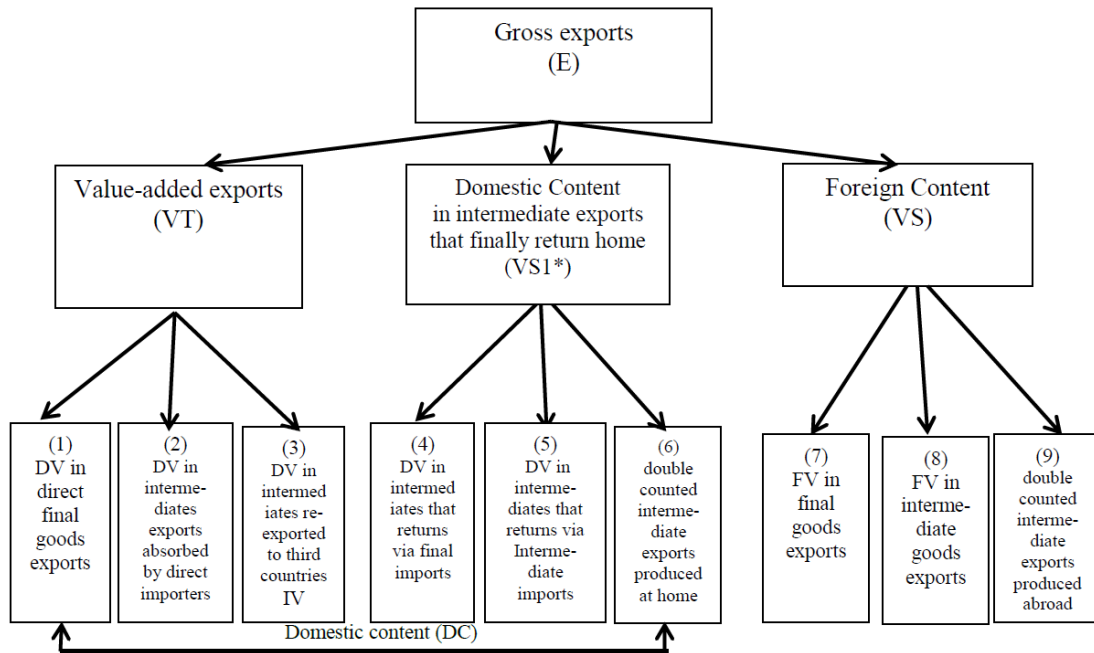 Gross exports
(E)
Value-added exports
(VT)
Domestic Content
in intermediate exports
that finally return home
(VS1*)
Foreign Content
(VS)
(1)
DV in
direct
final
goods
exports
(2)
DV in
interme-
diates
exports
absorbed
by direct
importers
(3)
DV in
intermed
iates re-
exported
to third
countries
IV
(4)
DV in
intermed
iates that
returns
via final
imports
(5)
DV in
interme-
diates that
returns via
Interme-
diate
imports
(6)
double
counted
interme-
diate
exports
produced
at home
(7)
FV in
final
goods
exports
(8)
FV in
interme-
diate
goods
exports
(9)
double
counted
interme-
diate
exports
produced
abroad
Domestic content (DC)